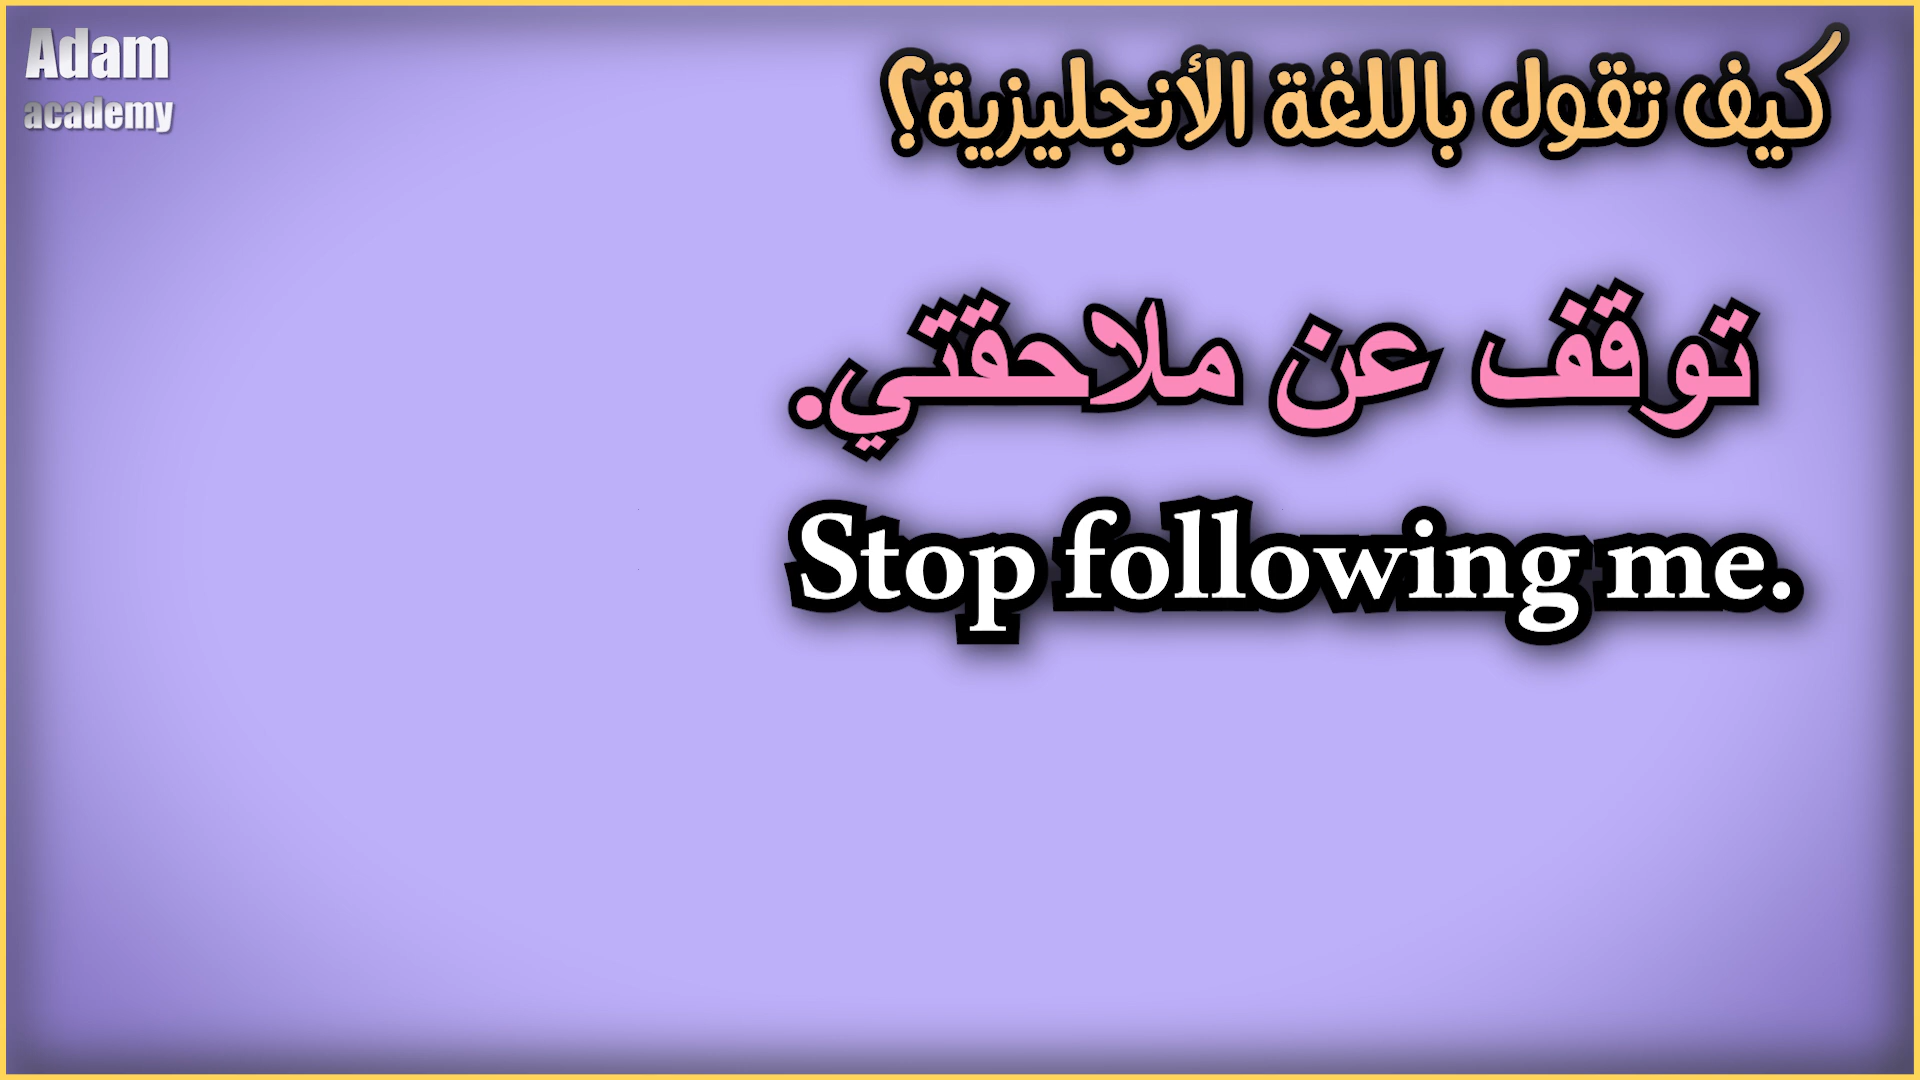 Adam
academy
كيف تقول باللغة الأنجليزية؟
توقف عن ملاحقتي.
Stop following me.